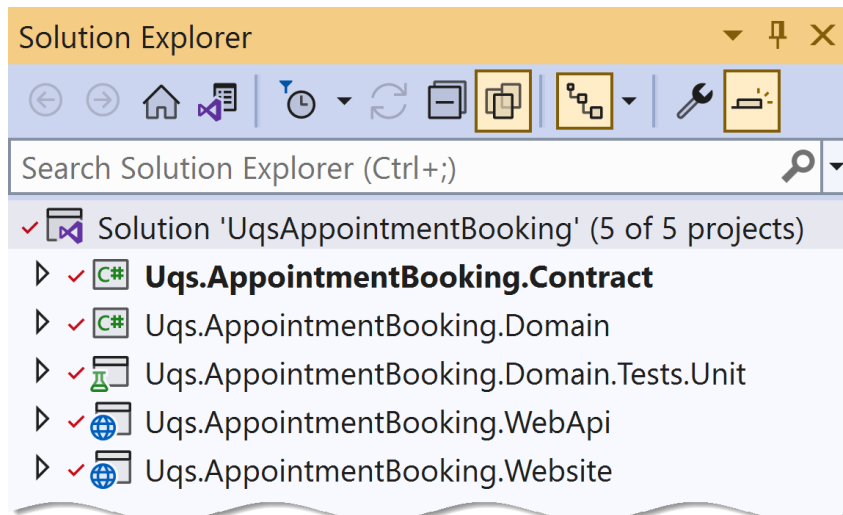 Solution Explorer
Search Solution Explorer (Ctrl+;)
Solution 'UqsAppointmentBooking' (5 of 5 projects)
C# Uqs.AppointmentBooking.Contract
C# Uqs.AppointmentBooking.Domain
Uqs.AppointmentBooking.Domain.Tests.Unit
Uqs.AppointmentBooking.WebApi
Uqs.AppointmentBooking.Website